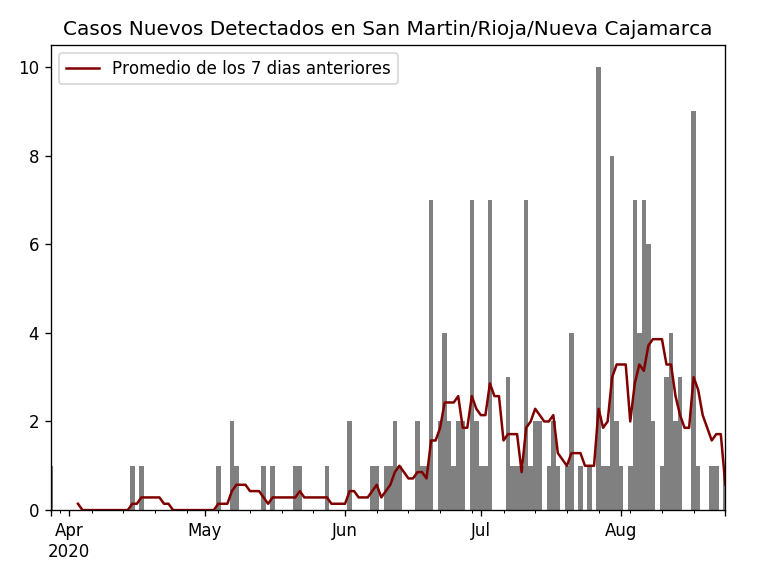 Casos Nuevos Detectados en San Martin/Rioja/Nueva Cajamarca
Promedio de los 7 dias anteriores
10
8
6
4
2
0
Apr May Jun Jul Aug
2020